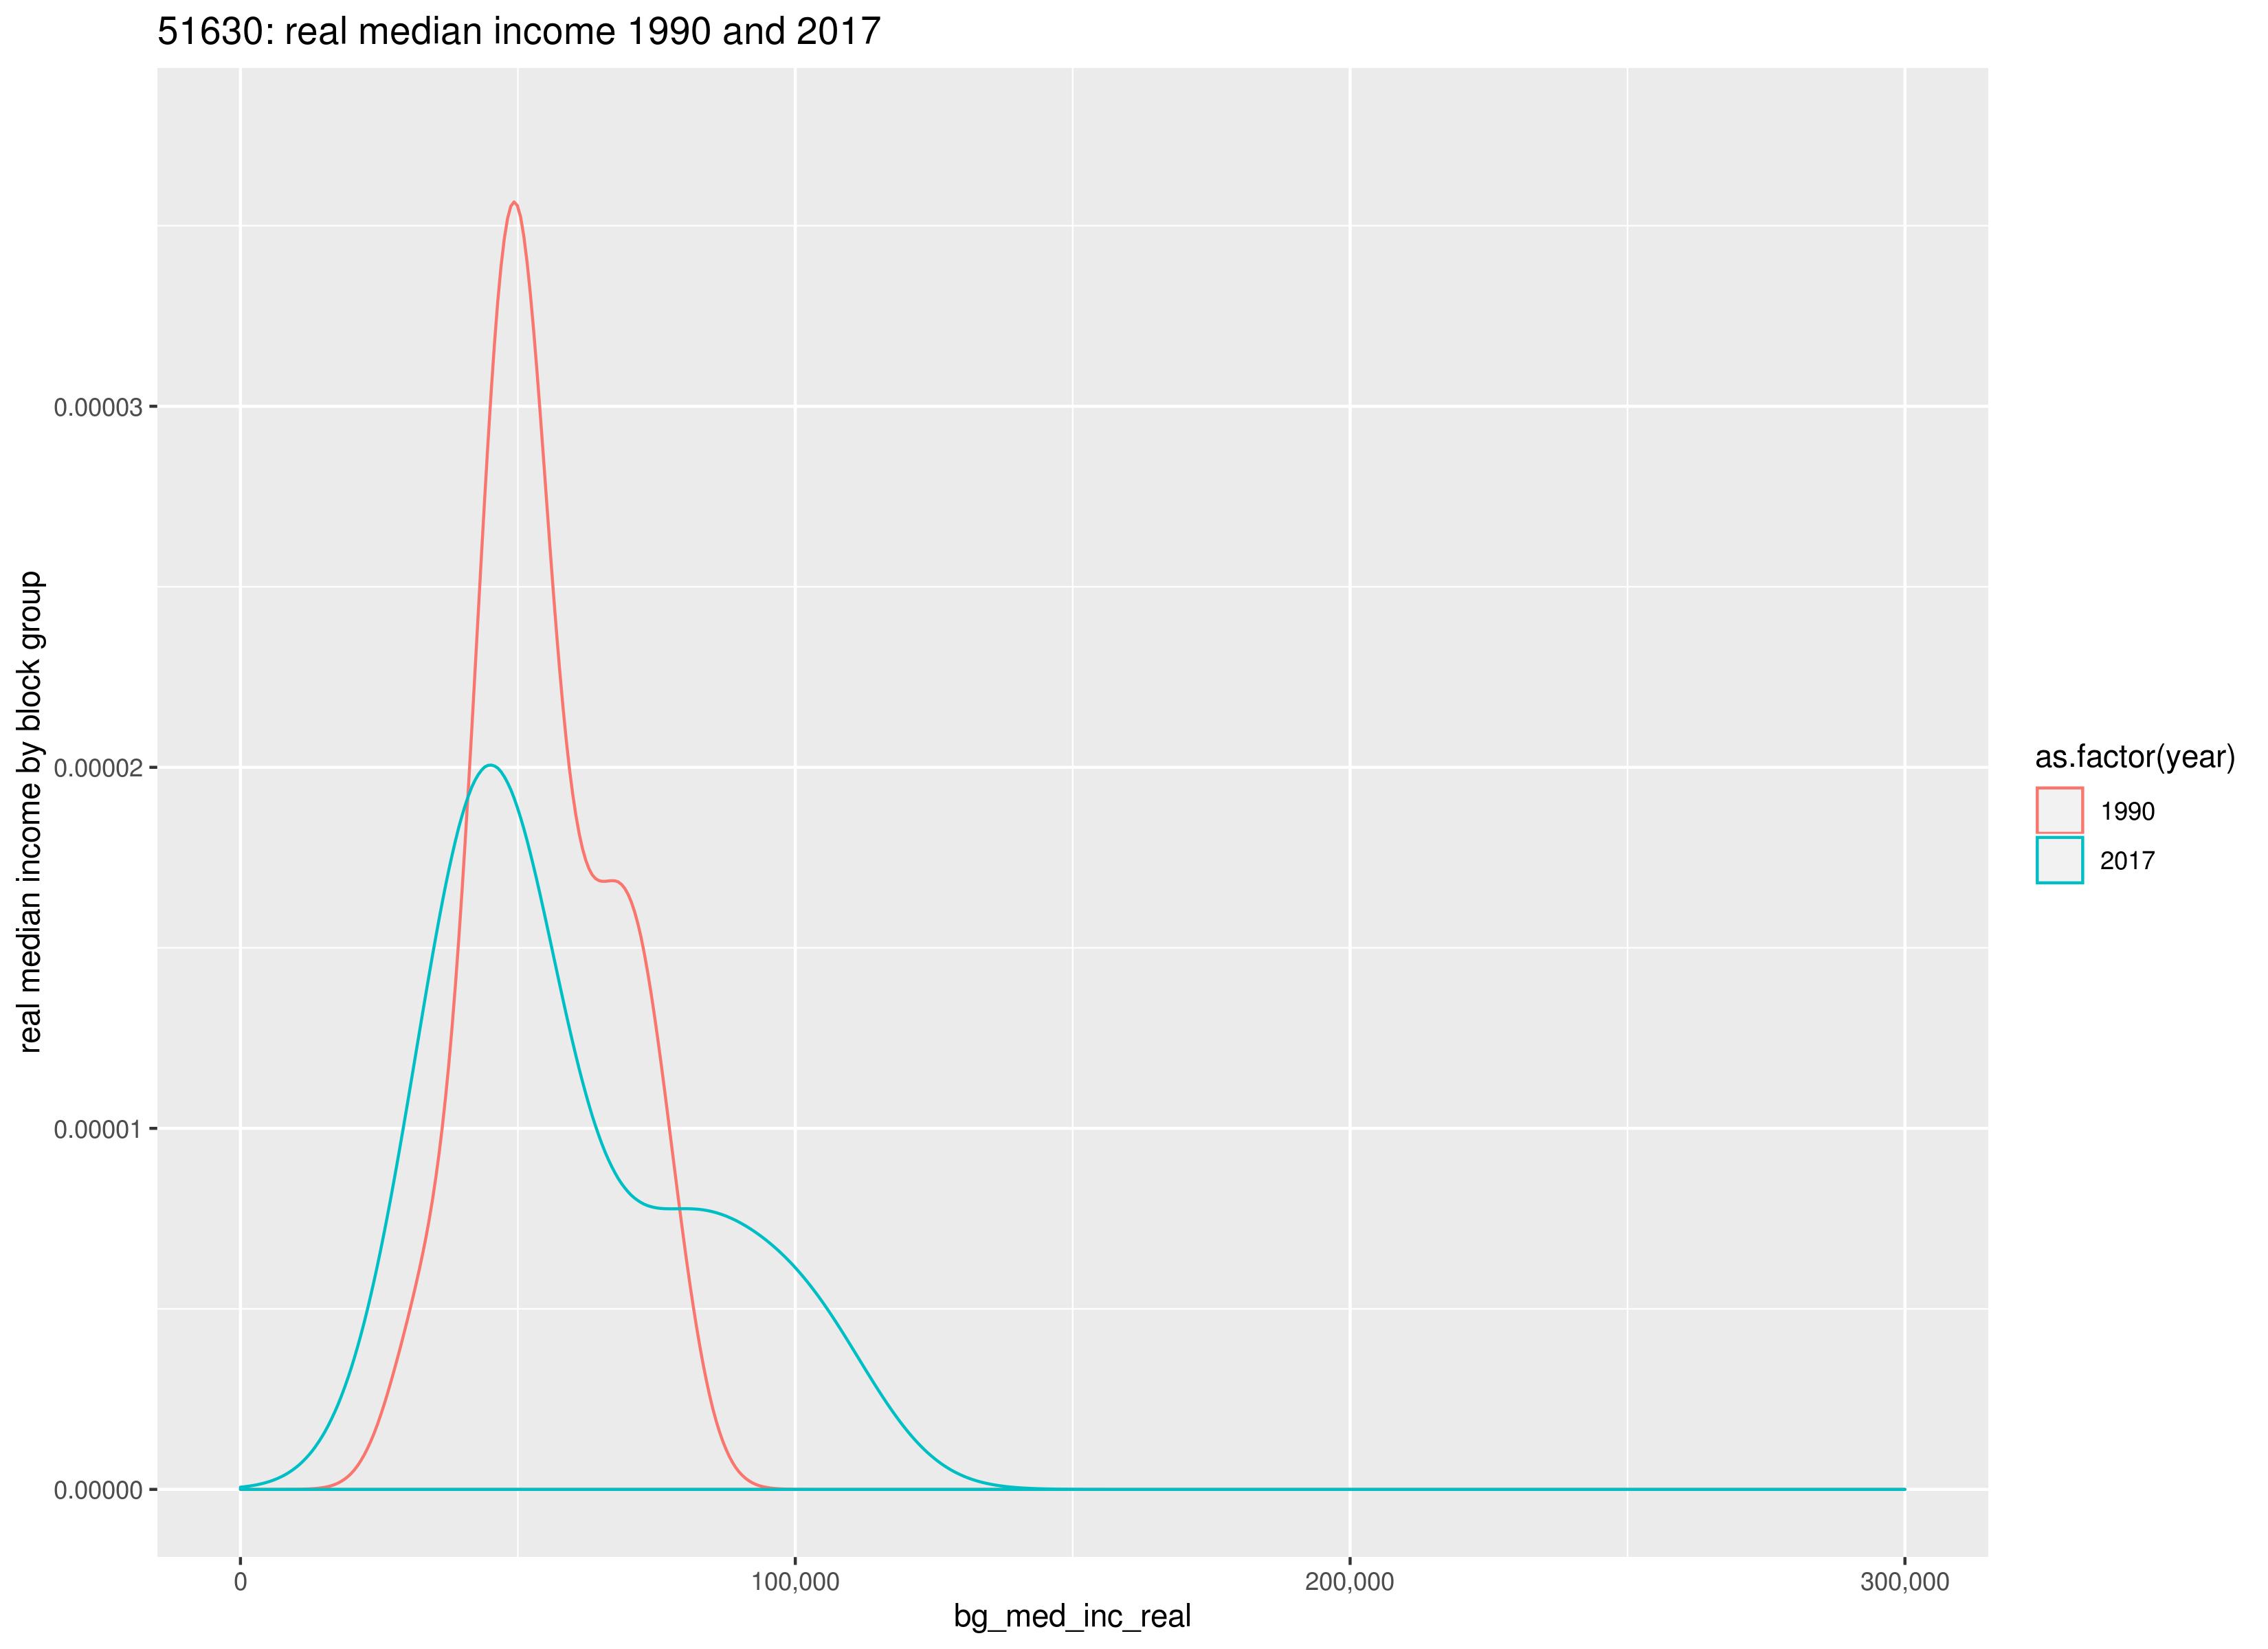 51630: real median income 1990 and 2017
real median income by block group
0.00003
0.00002
0.00001
0.00000
0
100,000
200,000
300,000
bg_med_inc_real
as.factor(year)
1990
2017